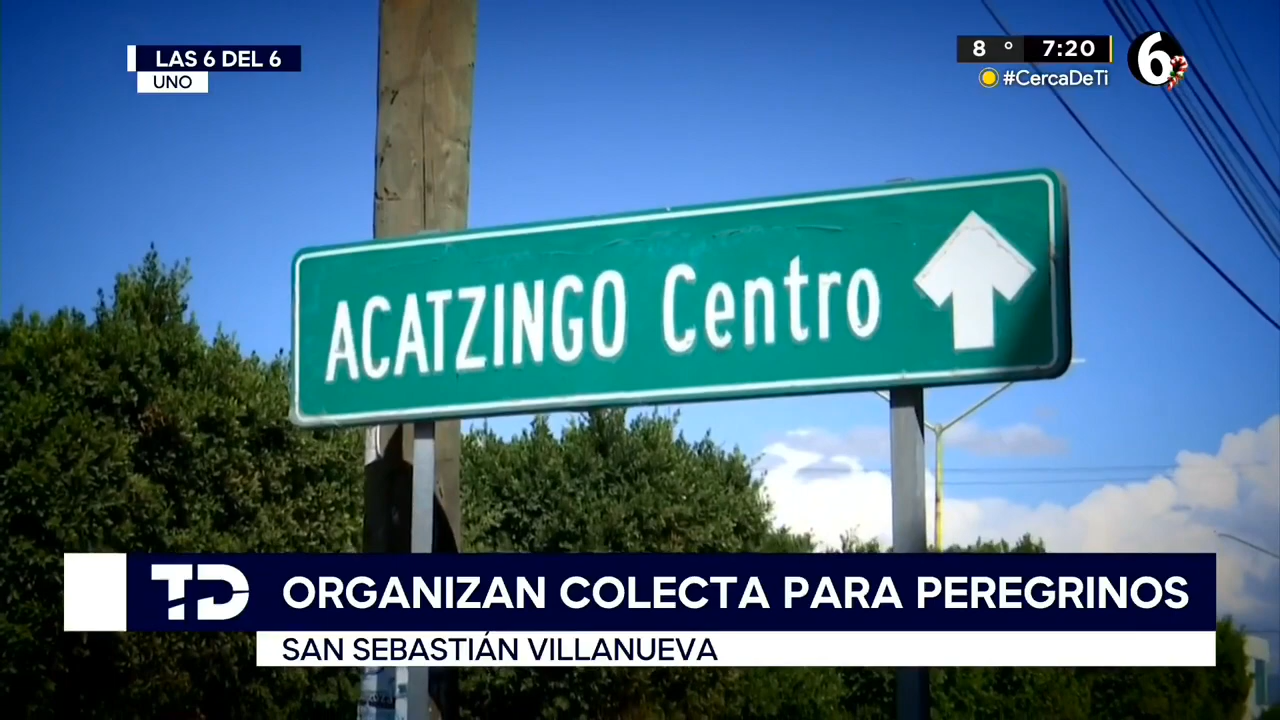 LAS 6 DEL 6
UNO
8 ° 7:20
#CercaDeTi
6
ACATZINGO Centro
TD ORGANIZAN COLECTA PARA PEREGRINOS
SAN SEBASTIÁN VILLANUEVA